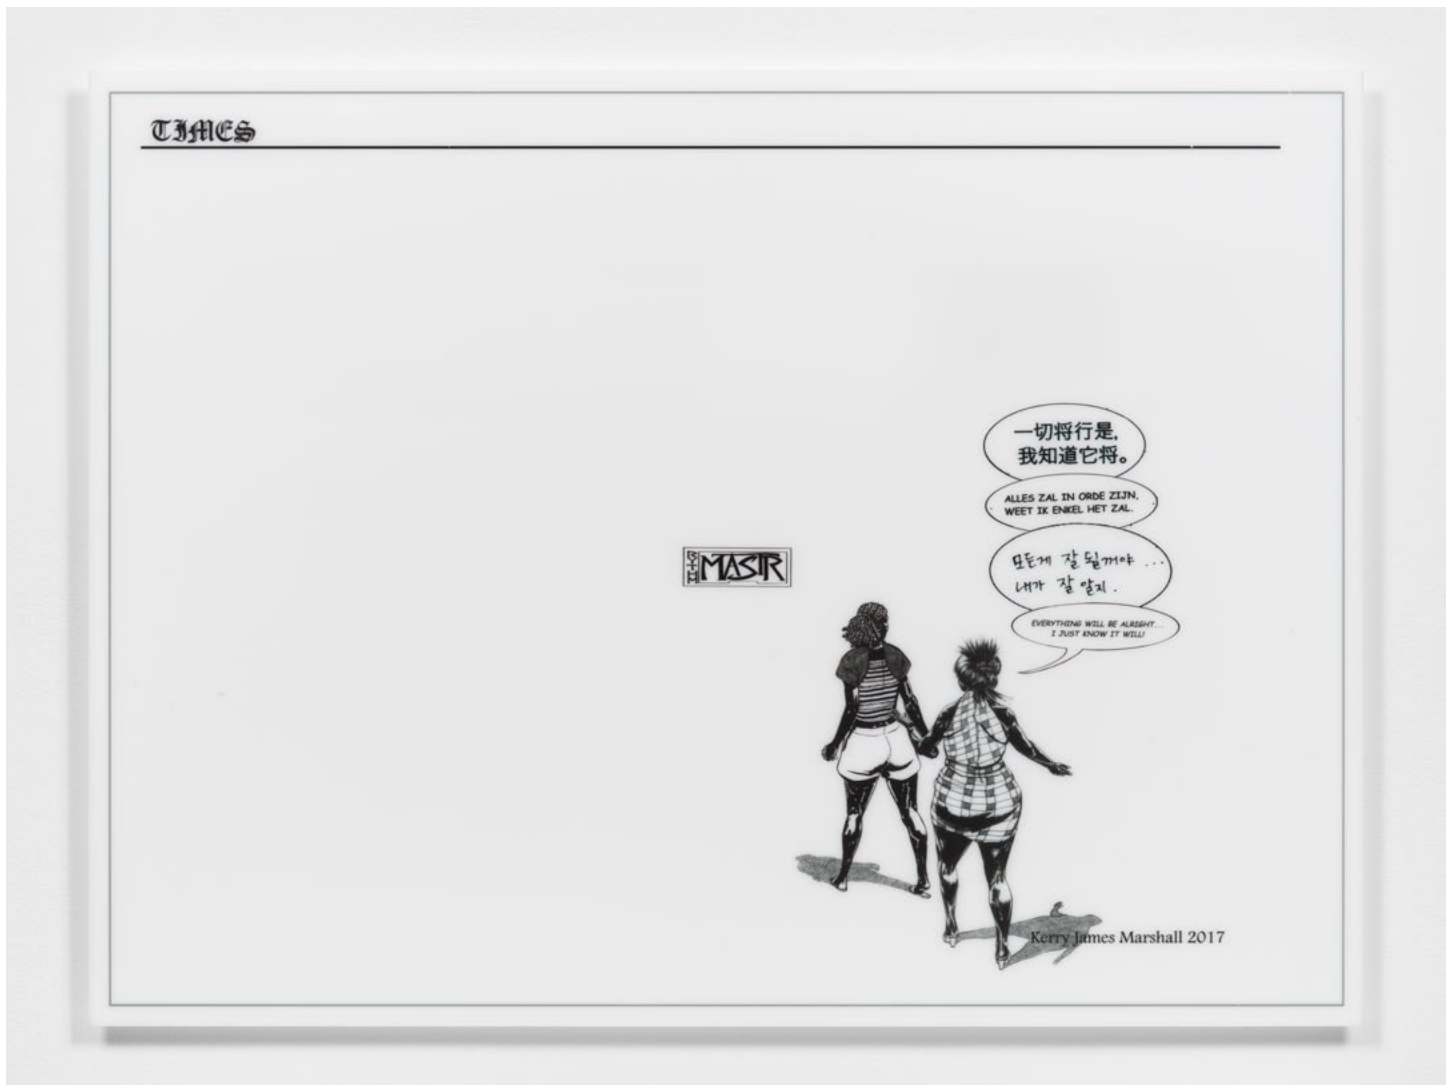 TIMES
一切将行是,
我知道它将。
ALLES ZAL IN ORDE ZIJN,
WEET IK ENKEL HET ZAL.
RYTHM
MASTR
모든게 잘 될꺼야 ...
내가 잘 알지.
EVERYTHING WILL BE ALRIGHT...
I JUST KNOW IT WILL!
Kerry James Marshall 2017